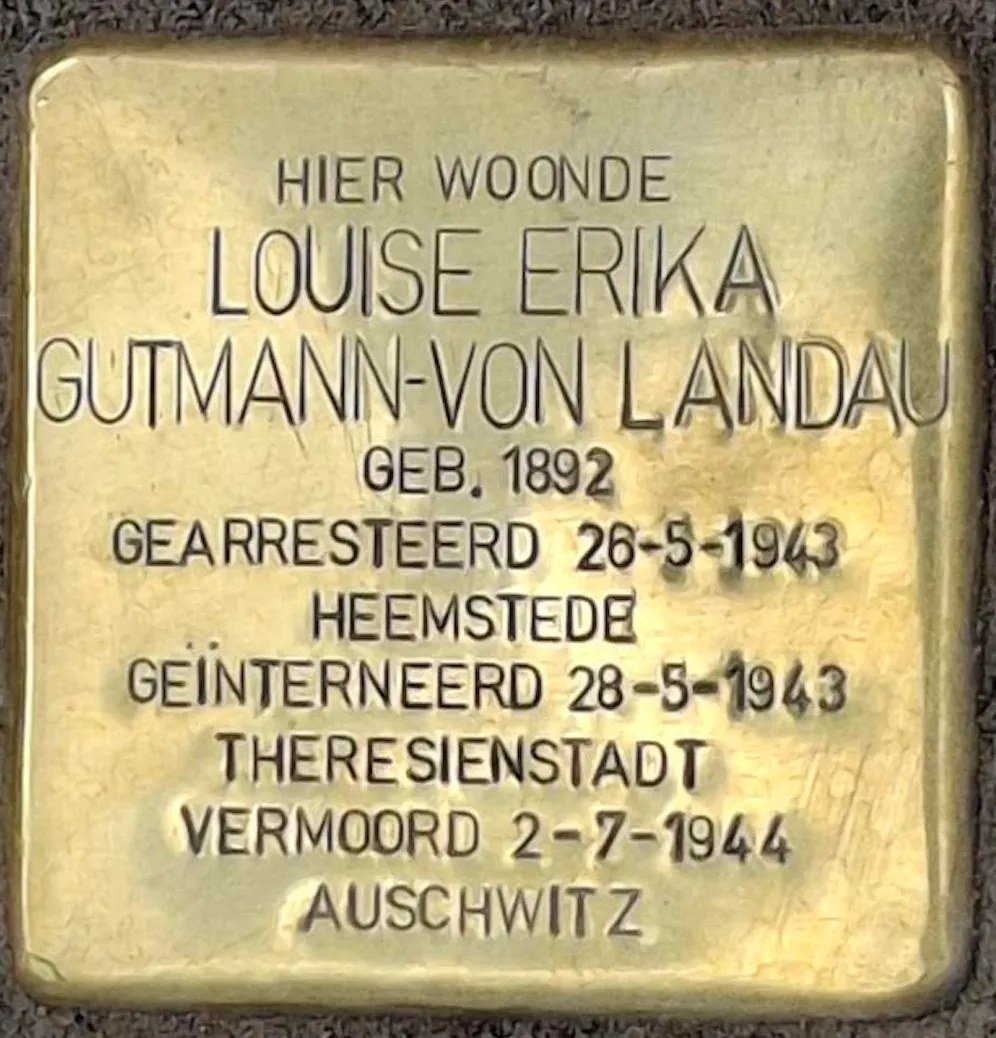 HIER WOONDE
LOUISE ERIKA
GUTMANN-VON LANDAU
GEB. 1892
GEARRESTEERD 26-5-1943
HEEMSTEDE
GEÏNTERNEERD 28-5-1943
THERESIENSTADT
VERMOORD 2-7-1944
AUSCHWITZ